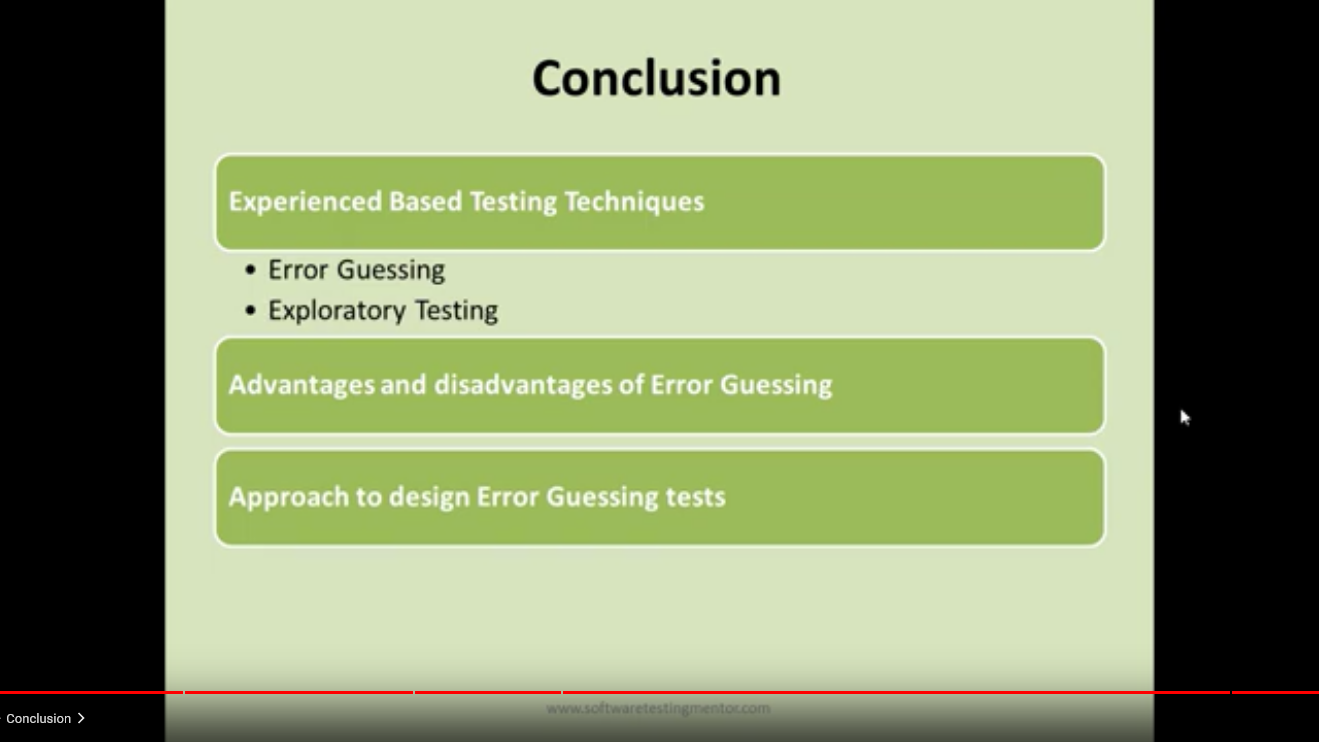 Conclusion
Experienced Based Testing Techniques
• Error Guessing
• Exploratory Testing
Advantages and disadvantages of Error Guessing
Approach to design Error Guessing tests
www.softwaretestingmentor.com
Conclusion